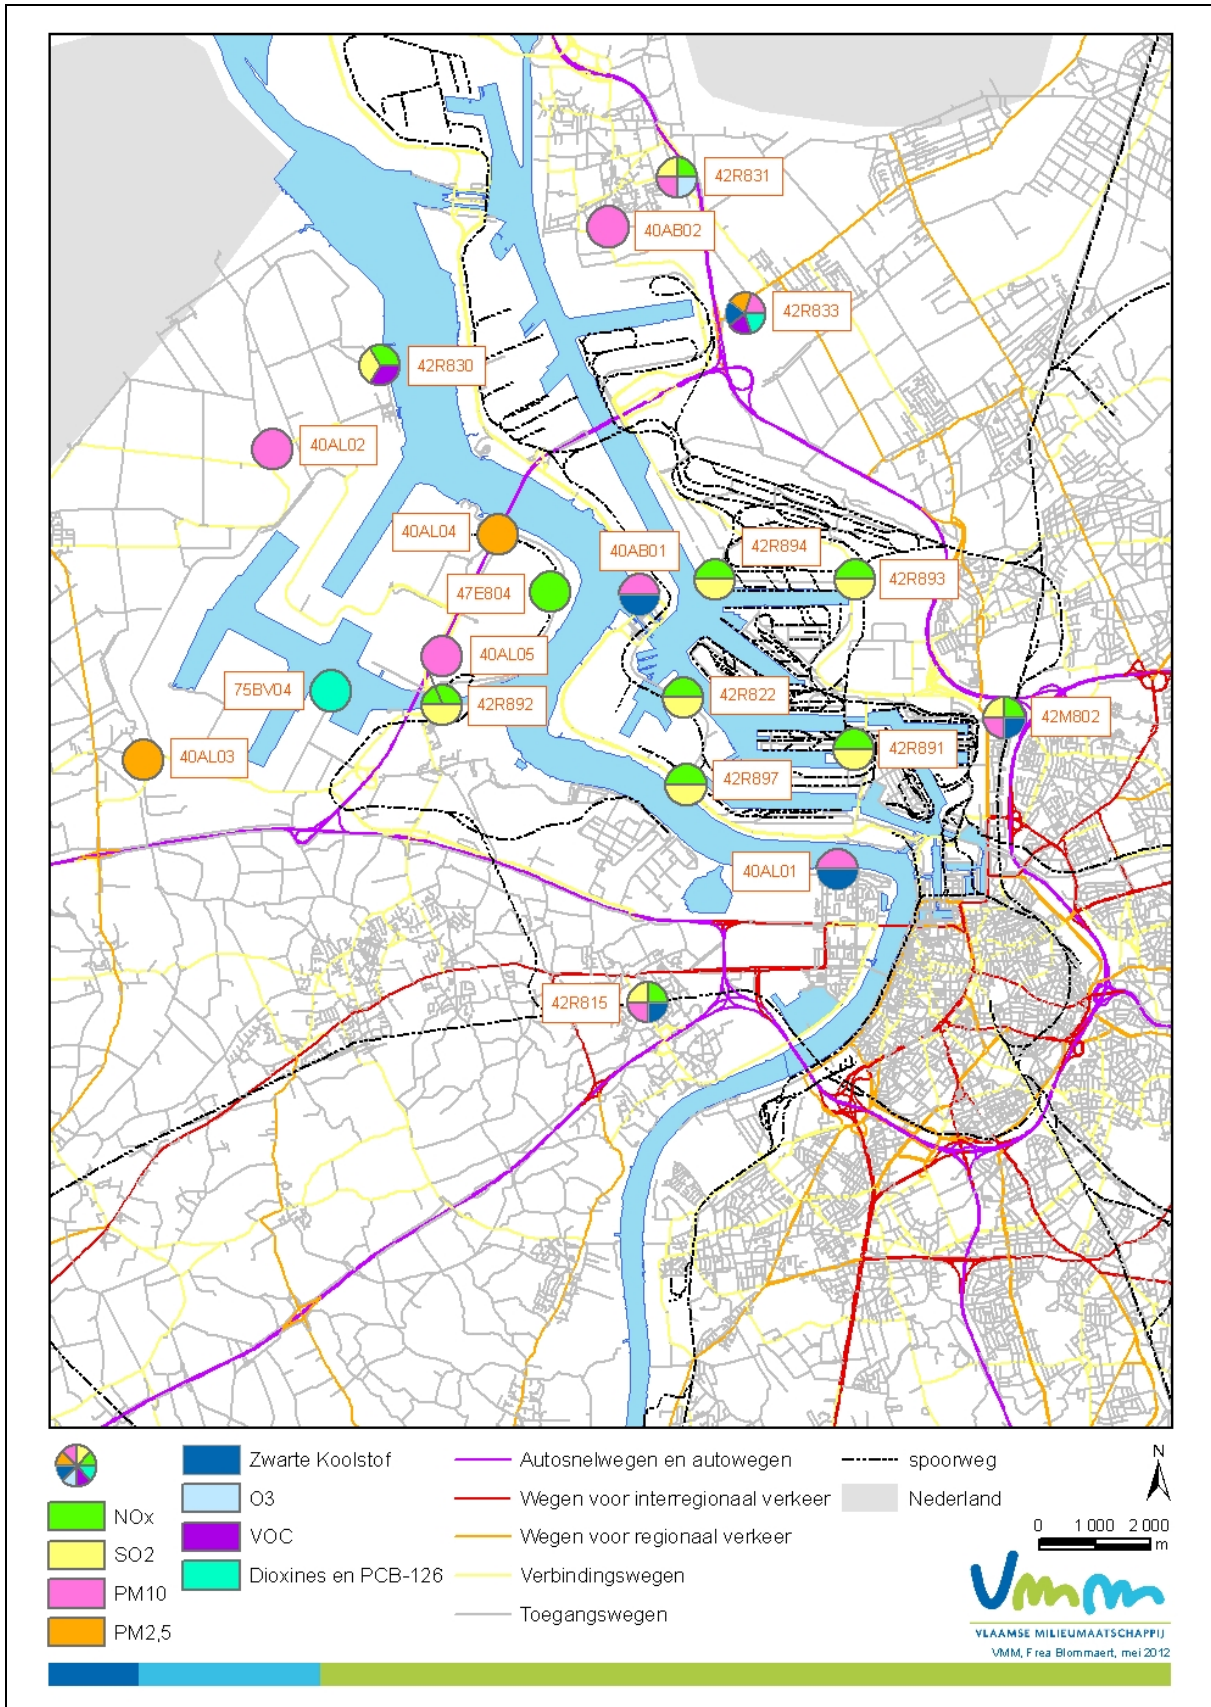 42R831
40AB02
42R833
42R830
40AL02
40AL04
40AB01
42R894
42R893
47E804
40AL05
75BV04
42R892
42R822
42M802
40AL03
42R891
42R897
40AL01
42R815
Zwarte Koolstof
O3
VOC
Dioxines en PCB-126
NOx
SO2
PM10
PM2,5
Autosnelwegen en autowegen
Wegen voor interregionaal verkeer
Wegen voor regionaal verkeer
Verbindingswegen
Toegangswegen
spoorweg
Nederland
N
0 1 000 2 000
m
vmm
VLAAMSE MILIEUMAATSCHAPPIJ
VMM, Frea Blommaert, mei 2012